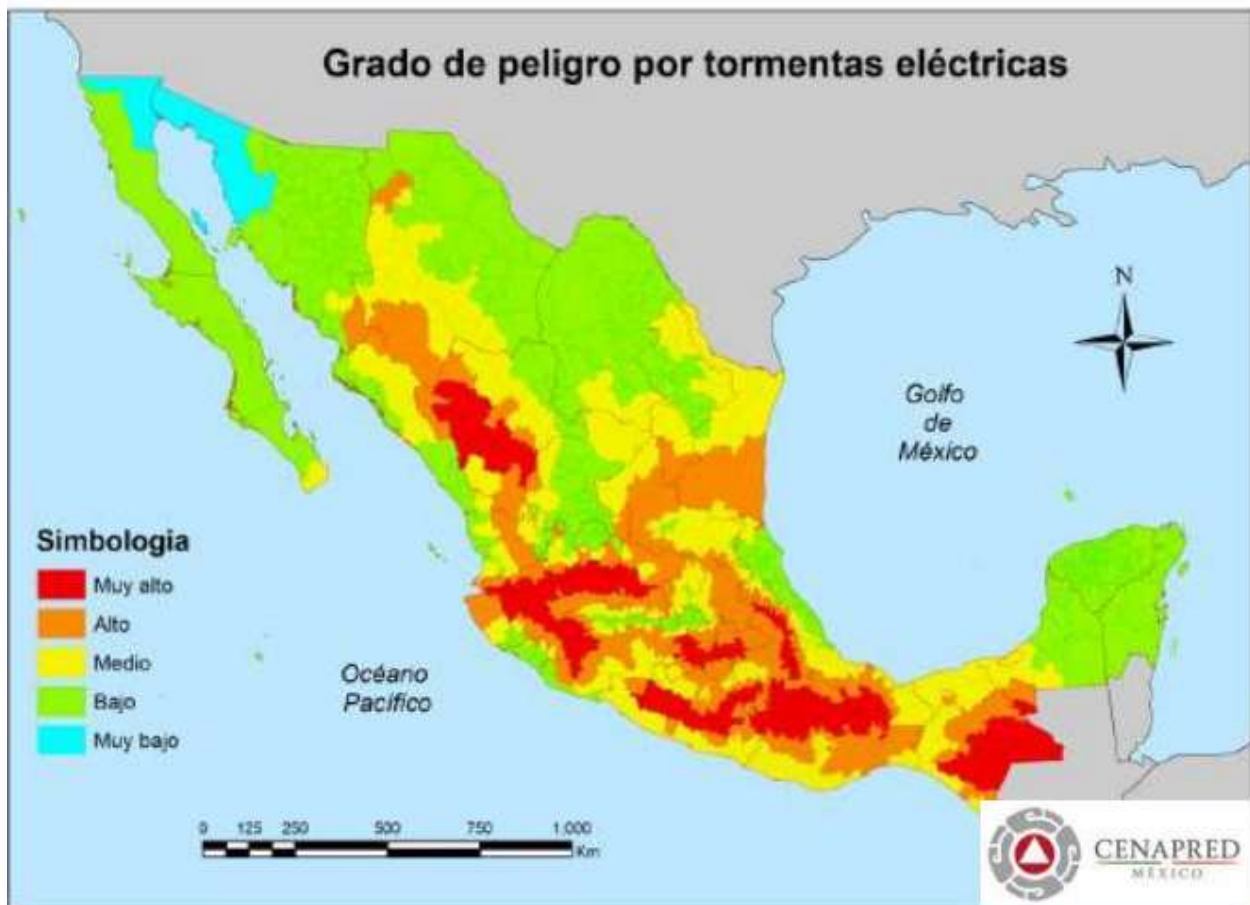 Grado de peligro por tormentas eléctricas
N
Golfo
de
México
Simbologia
Muy alto
Alto
Medio
Bajo
Muy bajo
Océano
Pacífico
0 125 250 500 750 1,000
Km
CENAPRED
MÉXICO